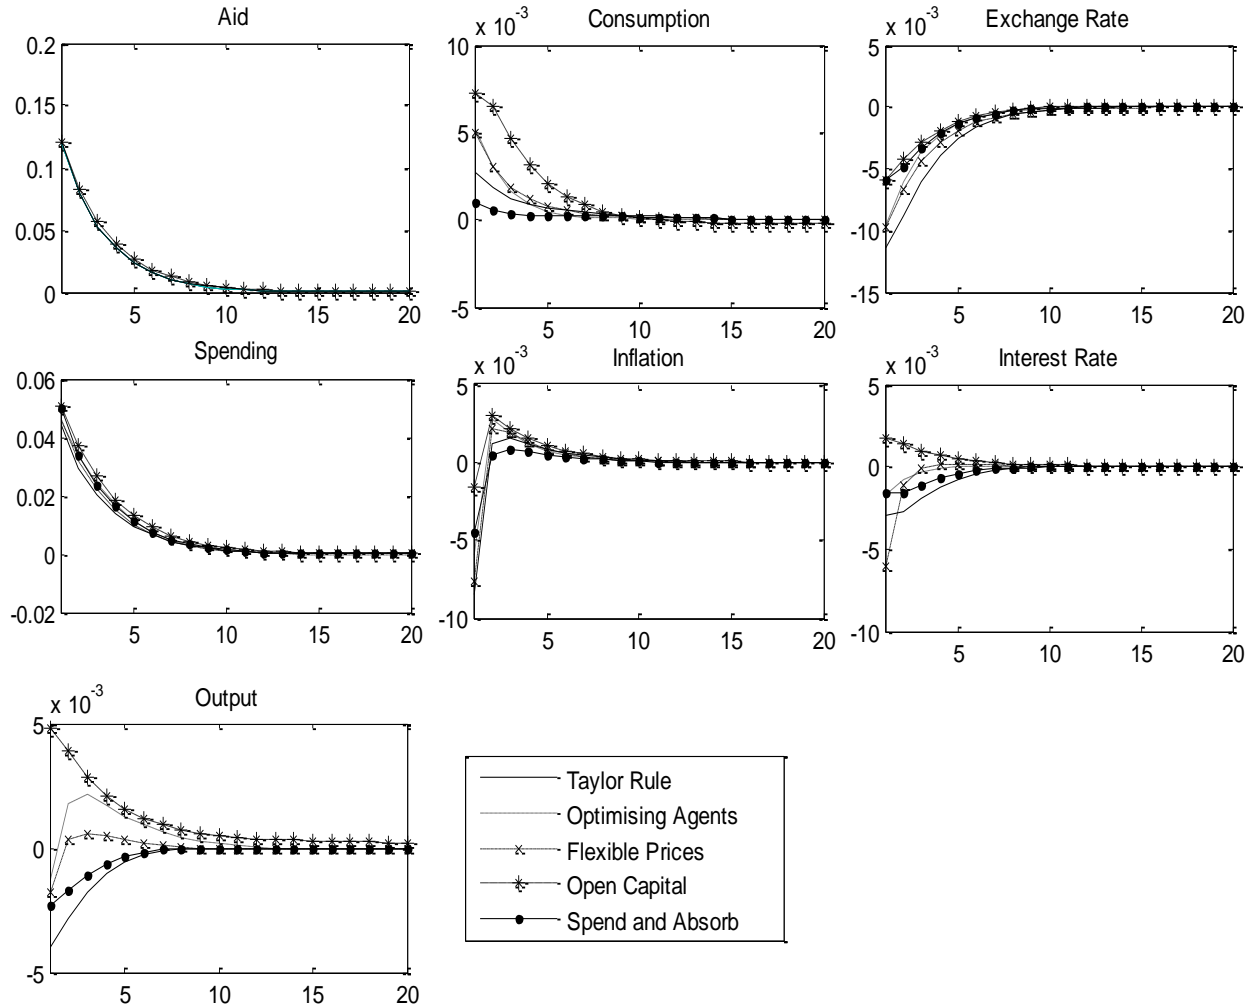 Aid
0.2
0.15
0.1
0.05
0
5 10 15 20
x 10^-3
Consumption
10
5
0
-5
5 10 15 20
x 10^-3
Exchange Rate
5
0
-5
-10
-15
5 10 15 20
Spending
0.06
0.04
0.02
0
-0.02
5 10 15 20
x 10^-3
Inflation
5
0
-5
-10
5 10 15 20
x 10^-3
Interest Rate
5
0
-5
-10
5 10 15 20
x 10^-3
Output
5
0
-5
5 10 15 20
Taylor Rule
Optimising Agents
Flexible Prices
Open Capital
Spend and Absorb